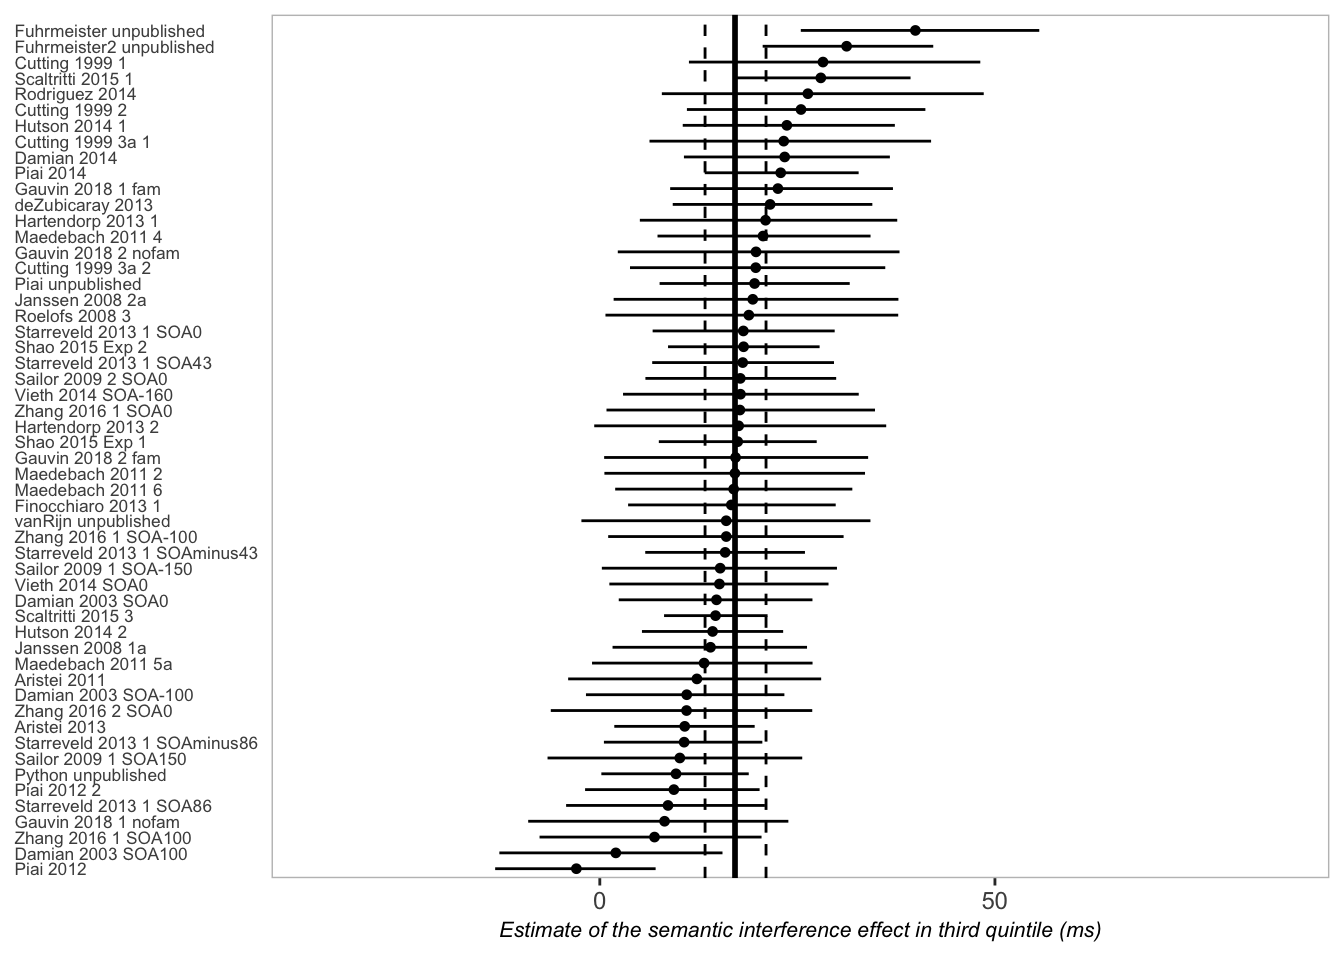 Fuhrmeister unpublished
Fuhrmeister2 unpublished
Cutting 1999 1
Scaltritti 2015 1
Rodriguez 2014
Cutting 1999 2
Hutson 2014 1
Cutting 1999 3a 1
Damian 2014
Piai 2014
Gauvin 2018 1 fam
deZubicaray 2013
Hartendorp 2013 1
Maedebach 2011 4
Gauvin 2018 2 nofam
Cutting 1999 3a 2
Piai unpublished
Janssen 2008 2a
Roelofs 2008 3
Starreveld 2013 1 SOA0
Shao 2015 Exp 2
Starreveld 2013 1 SOA43
Sailor 2009 2 SOA0
Vieth 2014 SOA-160
Zhang 2016 1 SOA0
Hartendorp 2013 2
Shao 2015 Exp 1
Gauvin 2018 2 fam
Maedebach 2011 2
Maedebach 2011 6
Finocchiaro 2013 1
vanRijn unpublished
Zhang 2016 1 SOA-100
Starreveld 2013 1 SOAminus43
Sailor 2009 1 SOA-150
Vieth 2014 SOA0
Damian 2003 SOA0
Scaltritti 2015 3
Hutson 2014 2
Janssen 2008 1a
Maedebach 2011 5a
Aristei 2011
Damian 2003 SOA-100
Zhang 2016 2 SOA0
Aristei 2013
Starreveld 2013 1 SOAminus86
Sailor 2009 1 SOA150
Python unpublished
Piai 2012 2
Starreveld 2013 1 SOA86
Gauvin 2018 1 nofam
Zhang 2016 1 SOA100
Damian 2003 SOA100
Piai 2012
0 50
Estimate of the semantic interference effect in third quintile (ms)